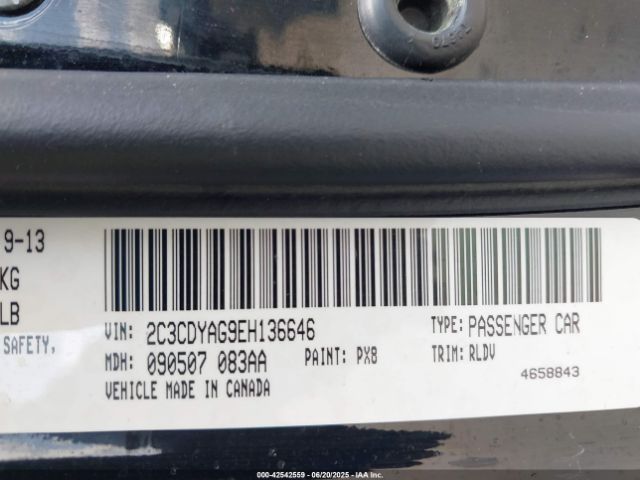 9-13
KG
LB
SAFETY,
VIN: 2C3CDYAG9EH136646
TYPE: PASSENGER CAR
MDH: 090507 083AA
PAINT: PX8
TRIM: RLDV
VEHICLE MADE IN CANADA
4658843
000-42542559 | 06/20/2025 - IAA Inc.